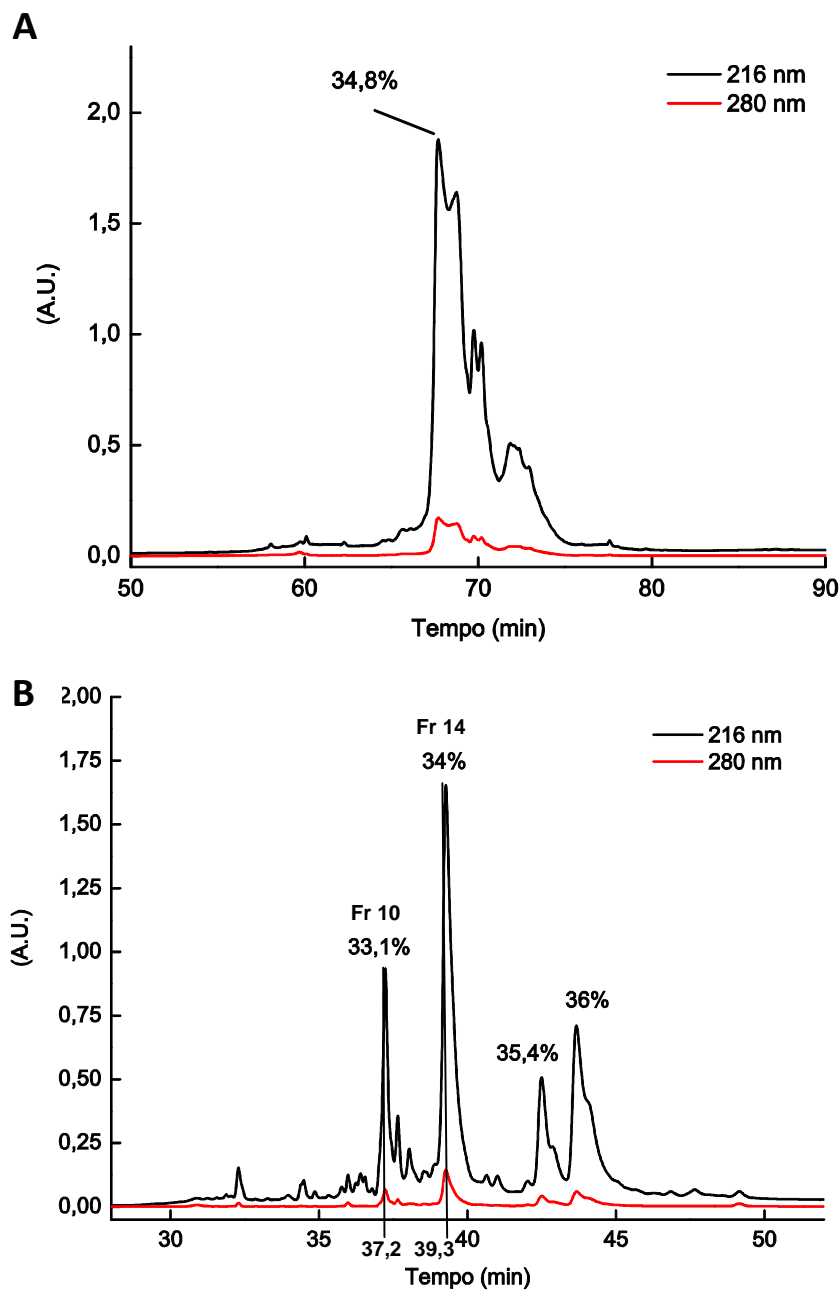 A
34,8%
216 nm
280 nm
2,0
1,5
1,0
0,5
0,0
(A.U.)
50 60 70 80 90
Tempo (min)
B
2,00
1,75
1,50
1,25
1,00
0,75
0,50
0,25
0,00
(A.U.)
Fr 14
34%
216 nm
280 nm
Fr 10
33,1%
36%
35,4%
30 35 40 45 50
37,2 39,3
Tempo (min)